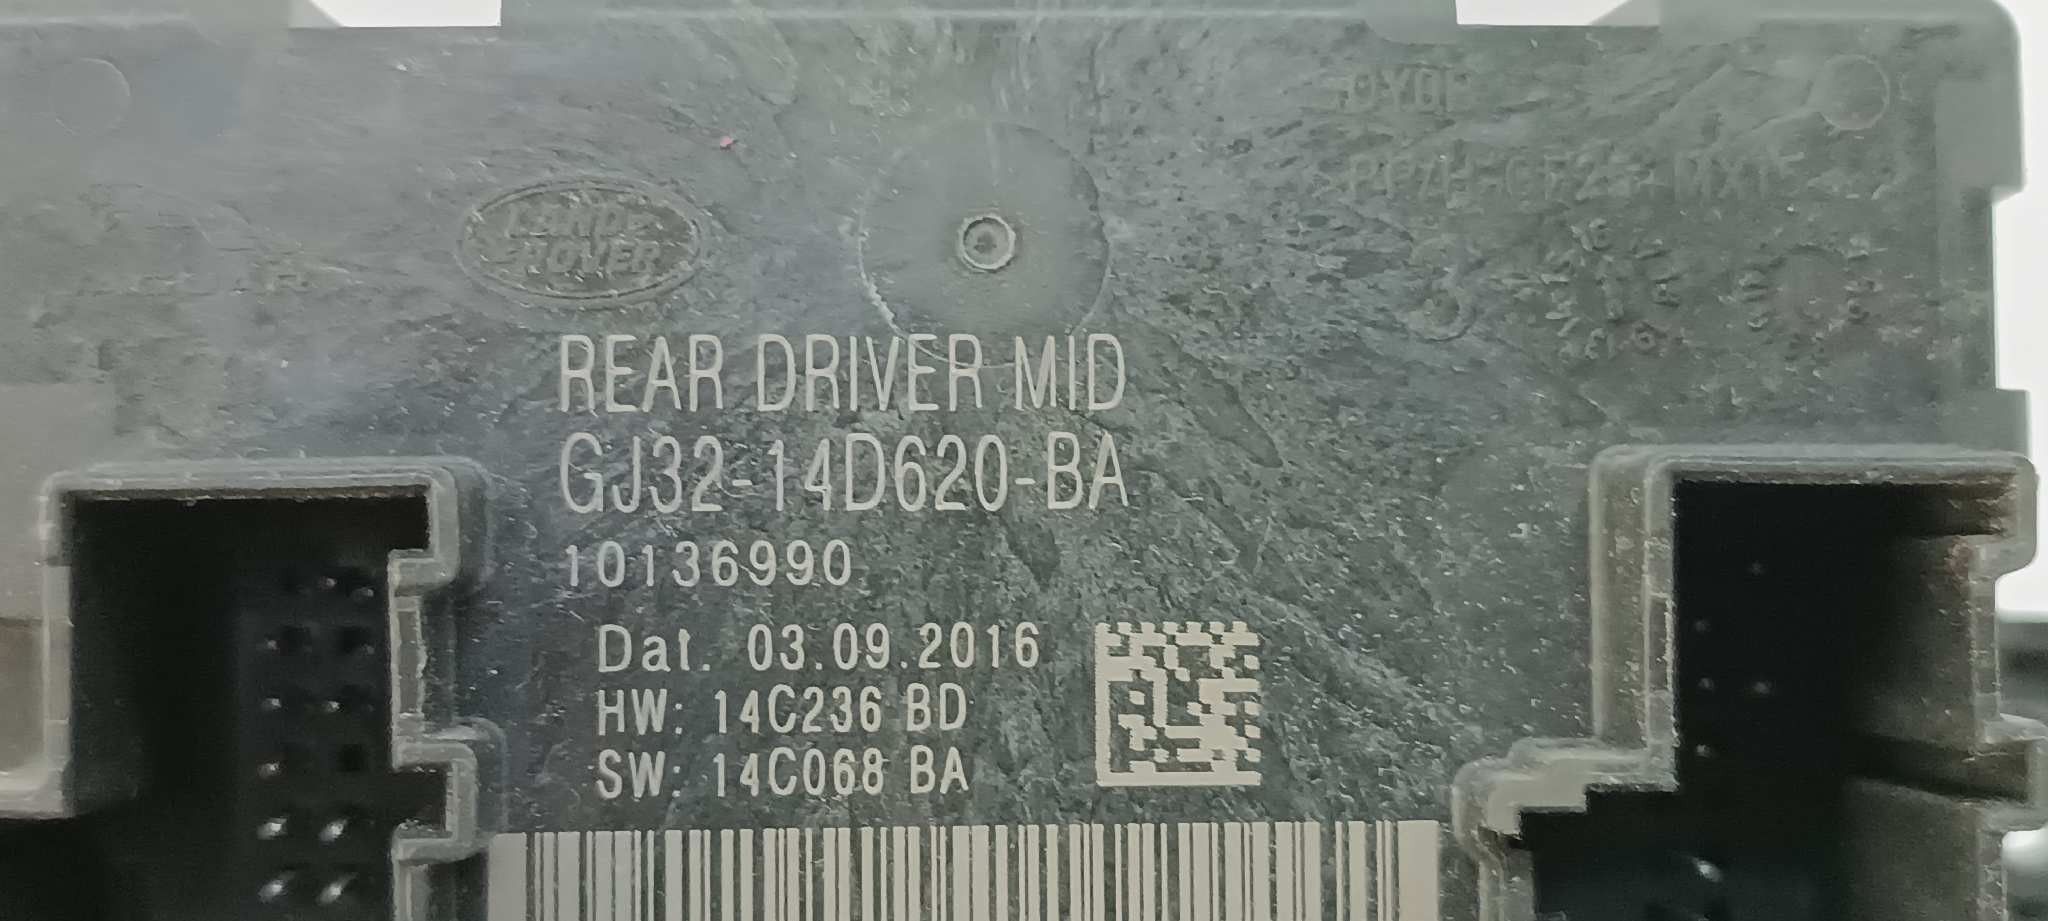 LAND
ROVER
REAR DRIVER MID
GJ32-14D620-BA
10136990
Dat. 03.09.2016
HW: 14C236 BD
SW: 14C068 BA